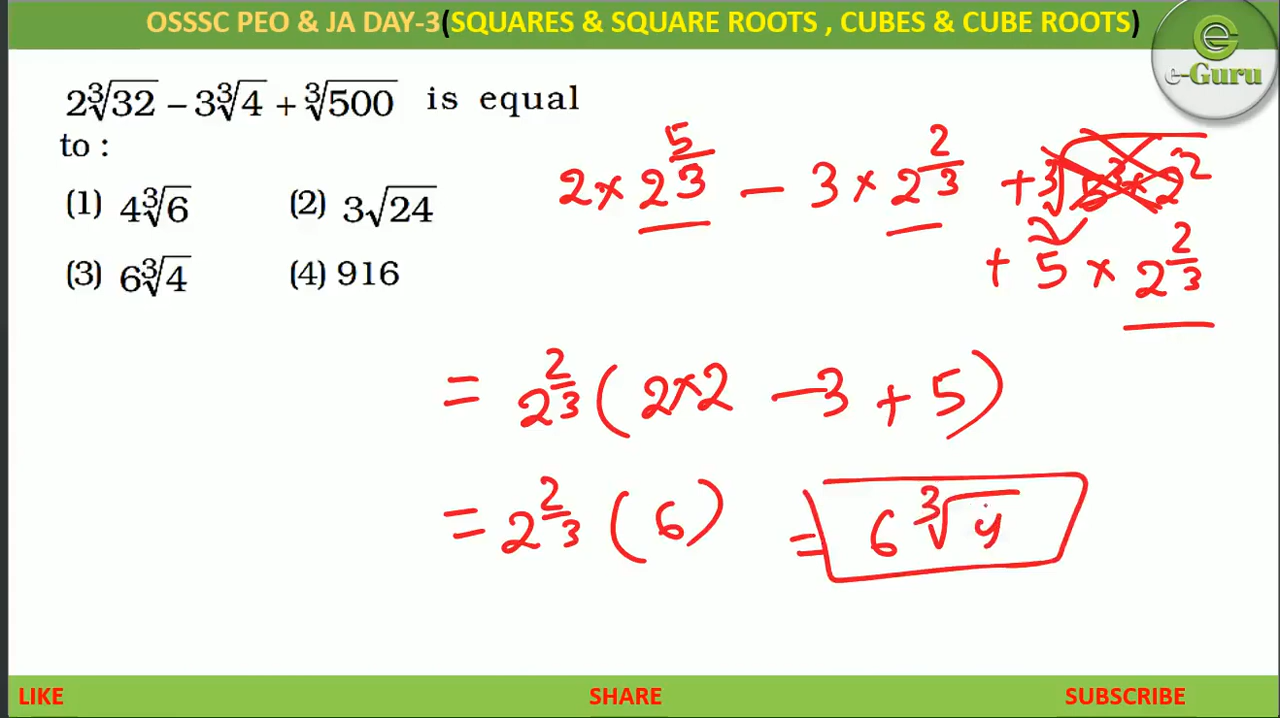 OSSSC PEO & JA DAY-3(SQUARES & SQUARE ROOTS , CUBES & CUBE ROOTS)
e-Guru
2∛32 – 3∛4 + ∛500 is equal
to :
(1) 4∛6 (2) 3√24
(3) 6∛4 (4) 916
2 × 2^(5/3) – 3 × 2^(2/3) + ∛(5³ × 2²)
+ 5 × 2^(2/3)
= 2^(2/3) (2×2 – 3 + 5)
= 2^(2/3) (6) = 6∛4
LIKE SHARE SUBSCRIBE